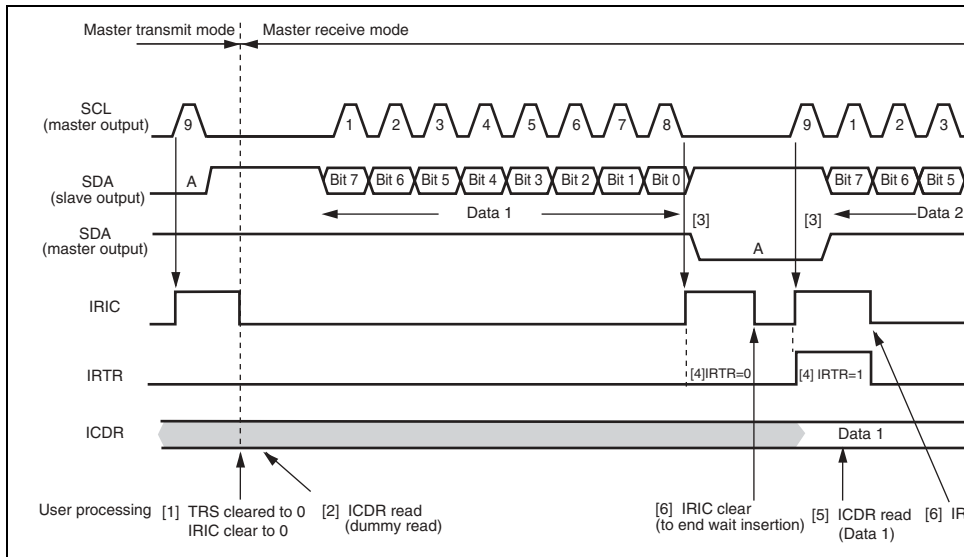 Master transmit mode Master receive mode
SCL
(master output)
9 1 2 3 4 5 6 7 8 9 1 2 3
SDA
(slave output)
A Bit 7 Bit 6 Bit 5 Bit 4 Bit 3 Bit 2 Bit 1 Bit 0 Bit 7 Bit 6 Bit 5
Data 1 [3] [3] Data 2
SDA
(master output)
A
IRIC
IRTR
[4]IRTR=0 [4] IRTR=1
ICDR
Data 1
User processing [1] TRS cleared to 0
IRIC clear to 0
[2] ICDR read
(dummy read)
[6] IRIC clear
(to end wait insertion)
[5] ICDR read
(Data 1)
[6] IR